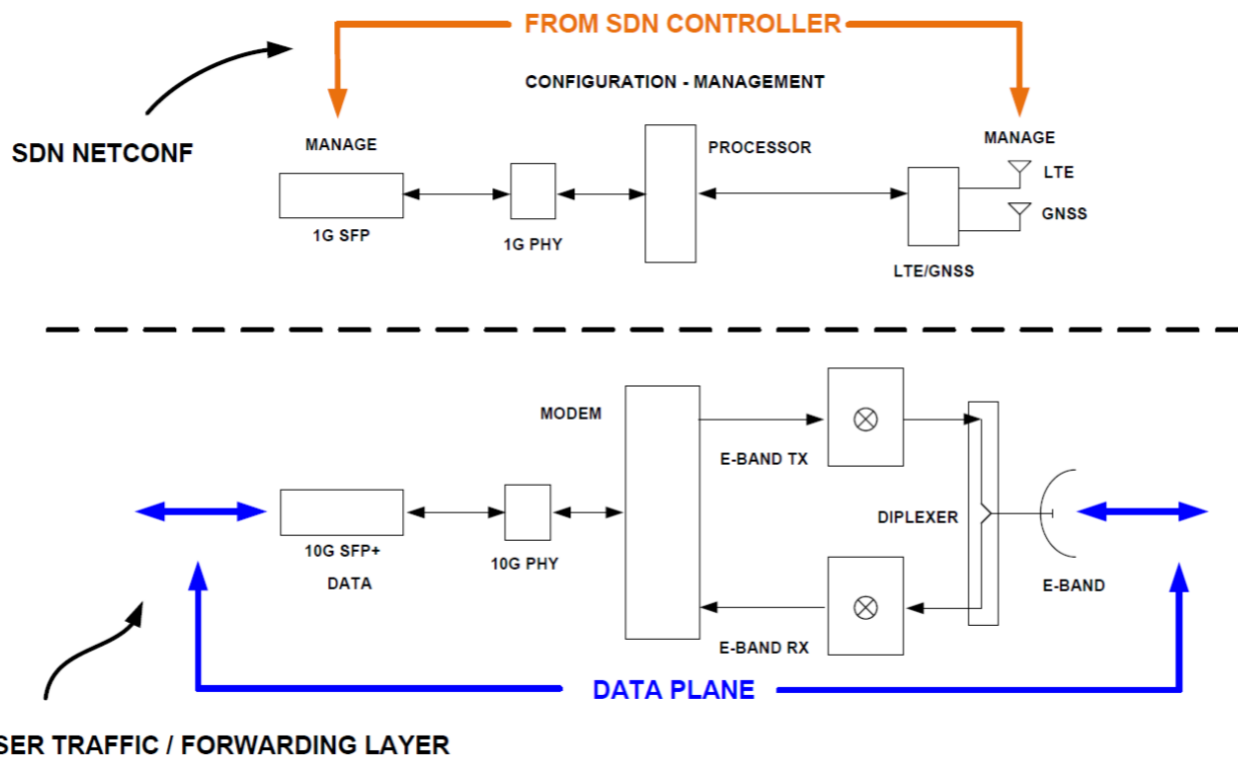 FROM SDN CONTROLLER
CONFIGURATION - MANAGEMENT
SDN NETCONF
MANAGE
PROCESSOR
MANAGE
LTE
GNSS
1G SFP
1G PHY
LTE/GNSS
MODEM
E-BAND TX
DIPLEXER
10G SFP+
DATA
10G PHY
E-BAND
E-BAND RX
DATA PLANE
SER TRAFFIC / FORWARDING LAYER